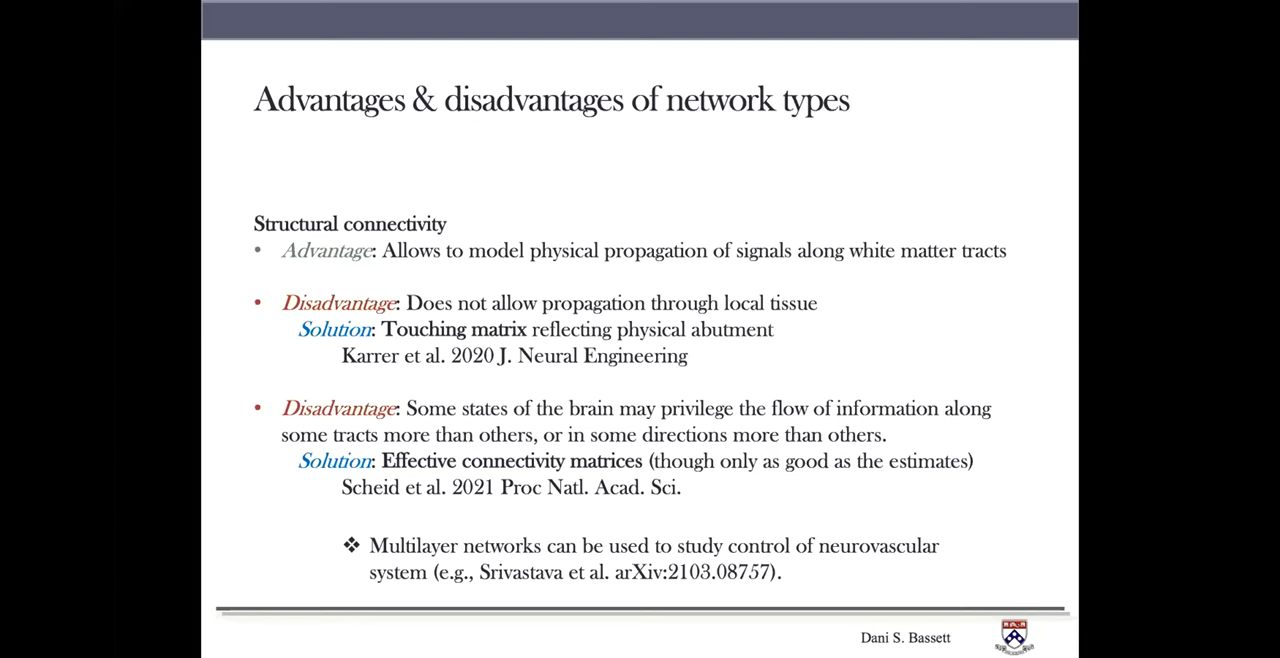 Advantages & disadvantages of network types
Structural connectivity
• Advantage: Allows to model physical propagation of signals along white matter tracts
• Disadvantage: Does not allow propagation through local tissue
Solution: Touching matrix reflecting physical abutment
Karrer et al. 2020 J. Neural Engineering
• Disadvantage: Some states of the brain may privilege the flow of information along
some tracts more than others, or in some directions more than others.
Solution: Effective connectivity matrices (though only as good as the estimates)
Scheid et al. 2021 Proc Natl. Acad. Sci.
❖ Multilayer networks can be used to study control of neurovascular
system (e.g., Srivastava et al. arXiv:2103.08757).
Dani S. Bassett